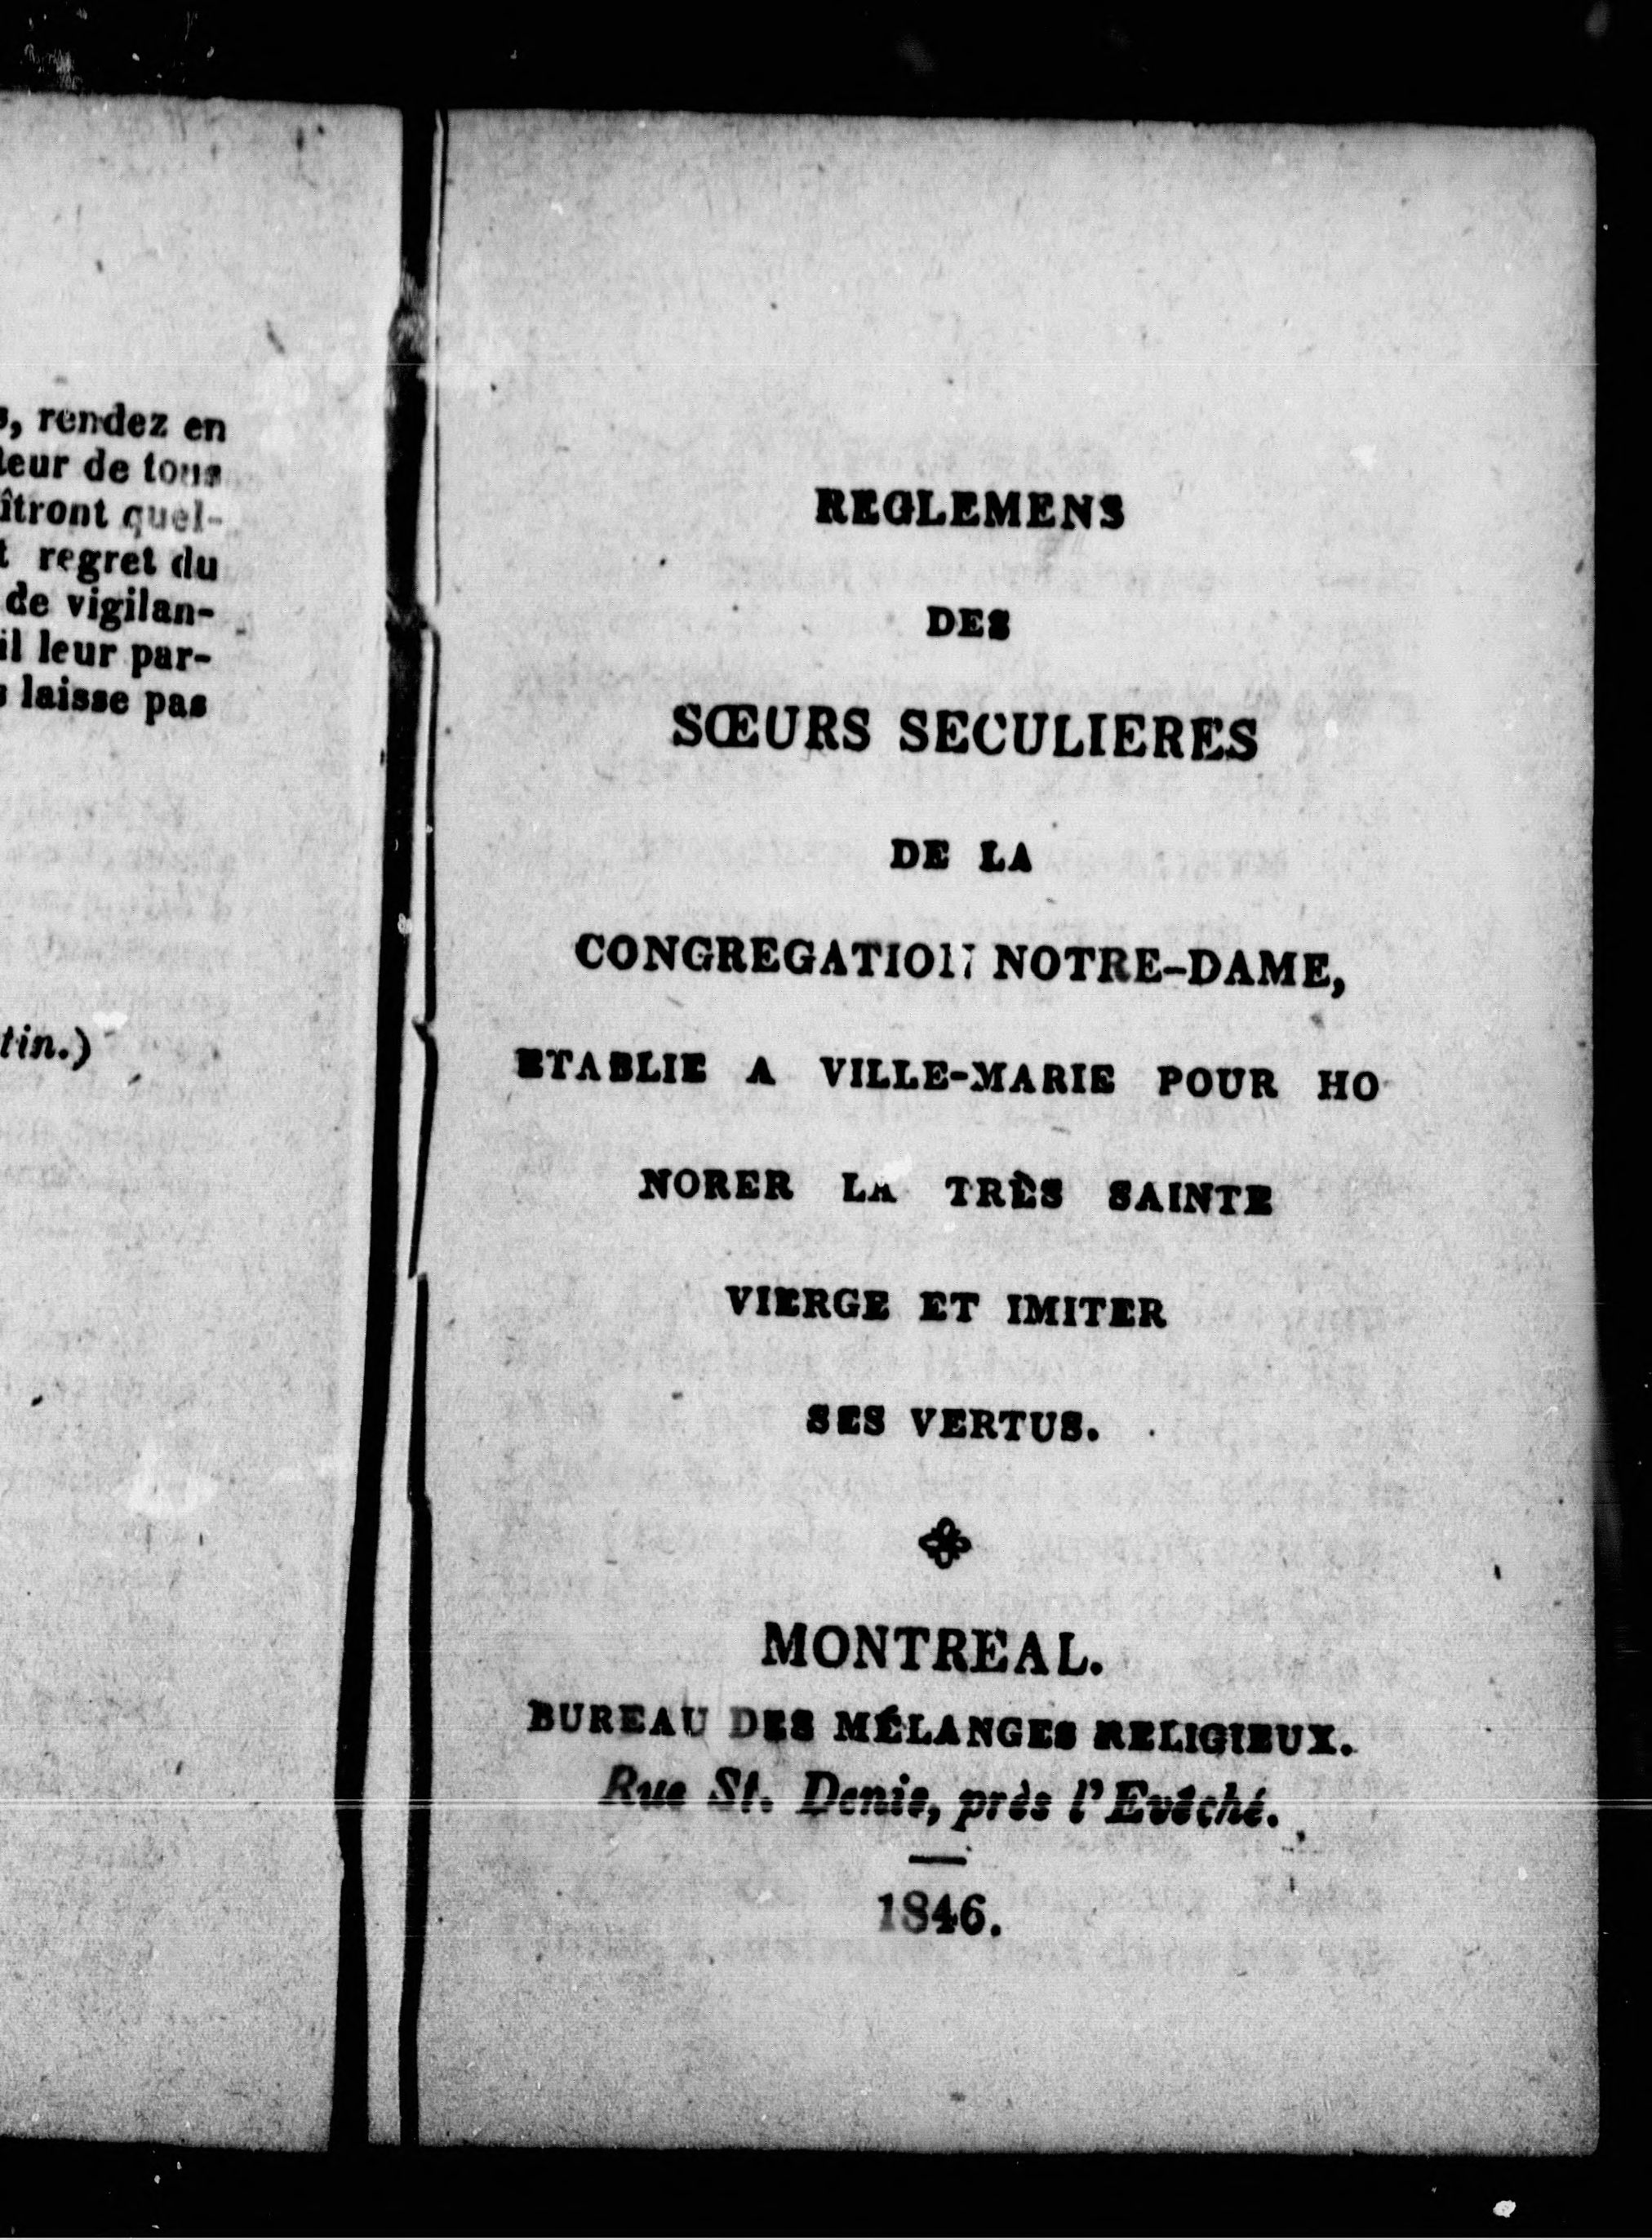 , rendez en
leur de tous
îtront quel-
t regret du
de vigilan-
il leur par-
laisse pas
tin.)
REGLEMENS
DES
SŒURS SECULIERES
DE LA
CONGREGATION NOTRE-DAME,
ETABLIE A VILLE-MARIE POUR HO
NORER LA TRÈS SAINTE
VIERGE ET IMITER
SES VERTUS.
MONTREAL.
BUREAU DES MÉLANGES RELIGIEUX.
Rue St. Denis, près l'Evêché.
1846.